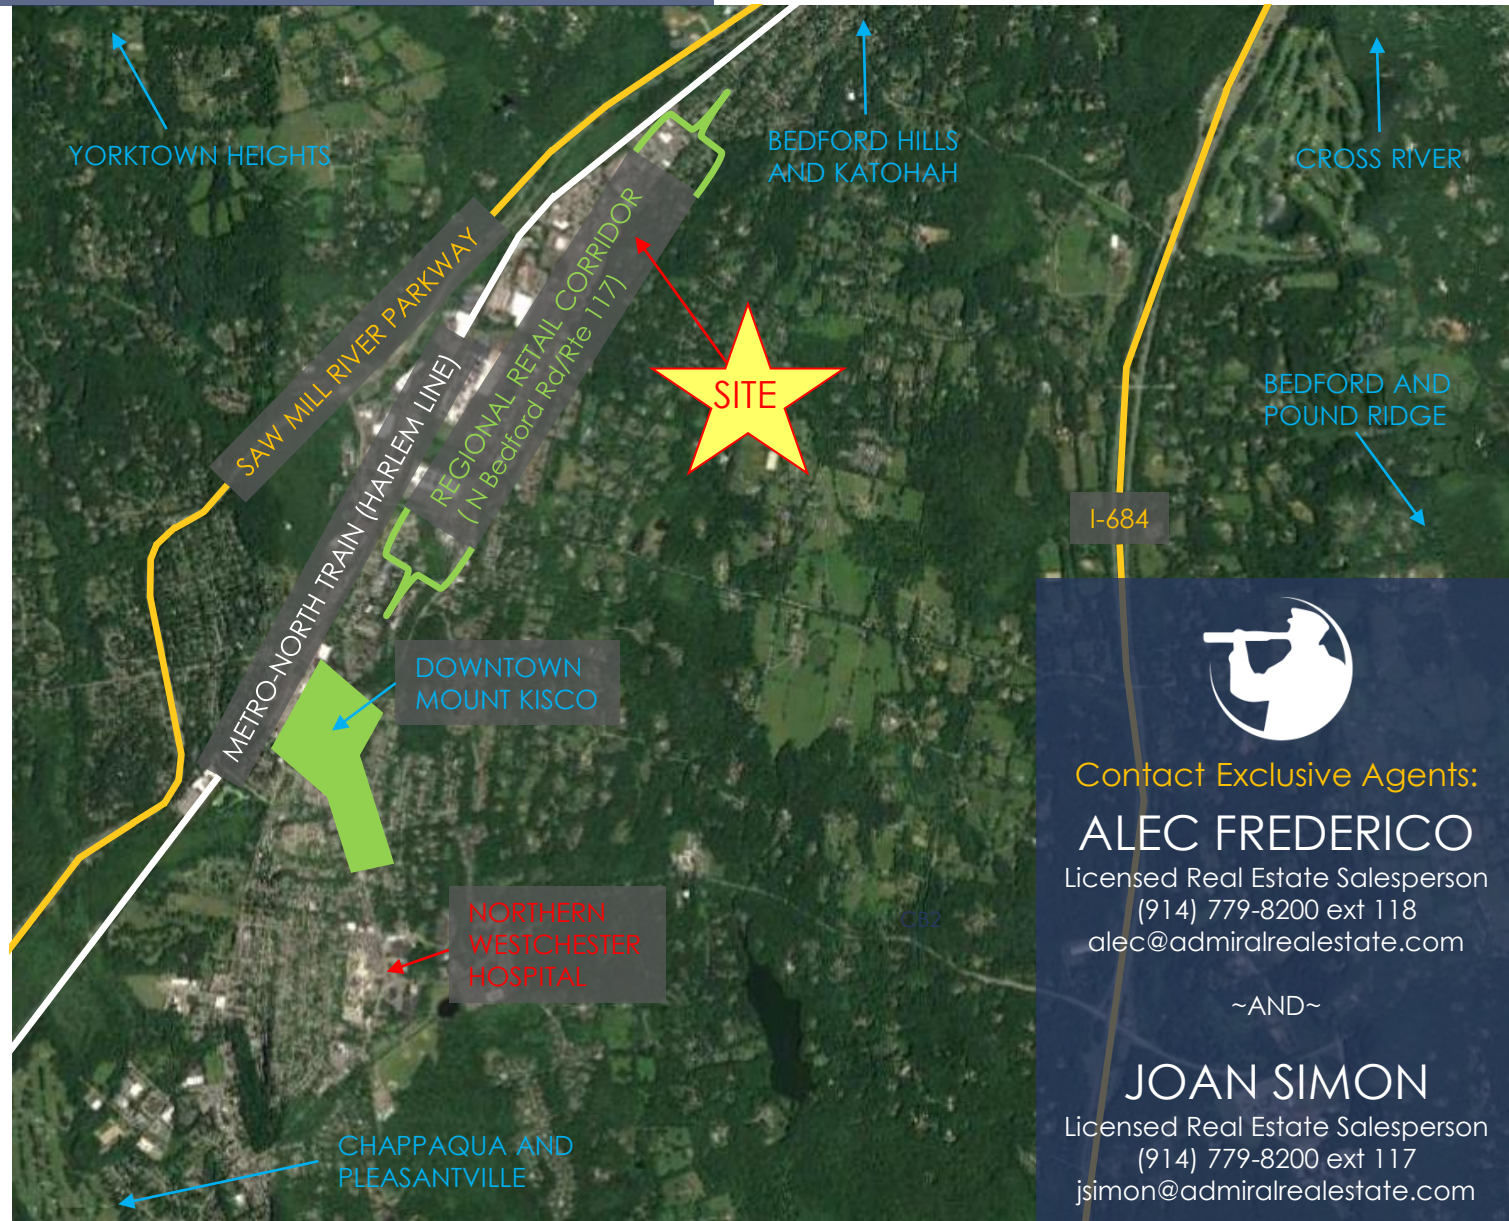 YORKTOWN HEIGHTS
BEDFORD HILLS
AND KATOHAH
CROSS RIVER
SAW MILL RIVER PARKWAY
METRO-NORTH TRAIN (HARLEM LINE)
REGIONAL RETAIL CORRIDOR
(N Bedford Rd/Rte 117)
SITE
BEDFORD AND
POUND RIDGE
I-684
DOWNTOWN
MOUNT KISCO
NORTHERN
WESTCHESTER
HOSPITAL
CHAPPAQUA AND
PLEASANTVILLE
Contact Exclusive Agents:
ALEC FREDERICO
Licensed Real Estate Salesperson
(914) 779-8200 ext 118
alec@admiralrealestate.com
~AND~
JOAN SIMON
Licensed Real Estate Salesperson
(914) 779-8200 ext 117
jsimon@admiralrealestate.com